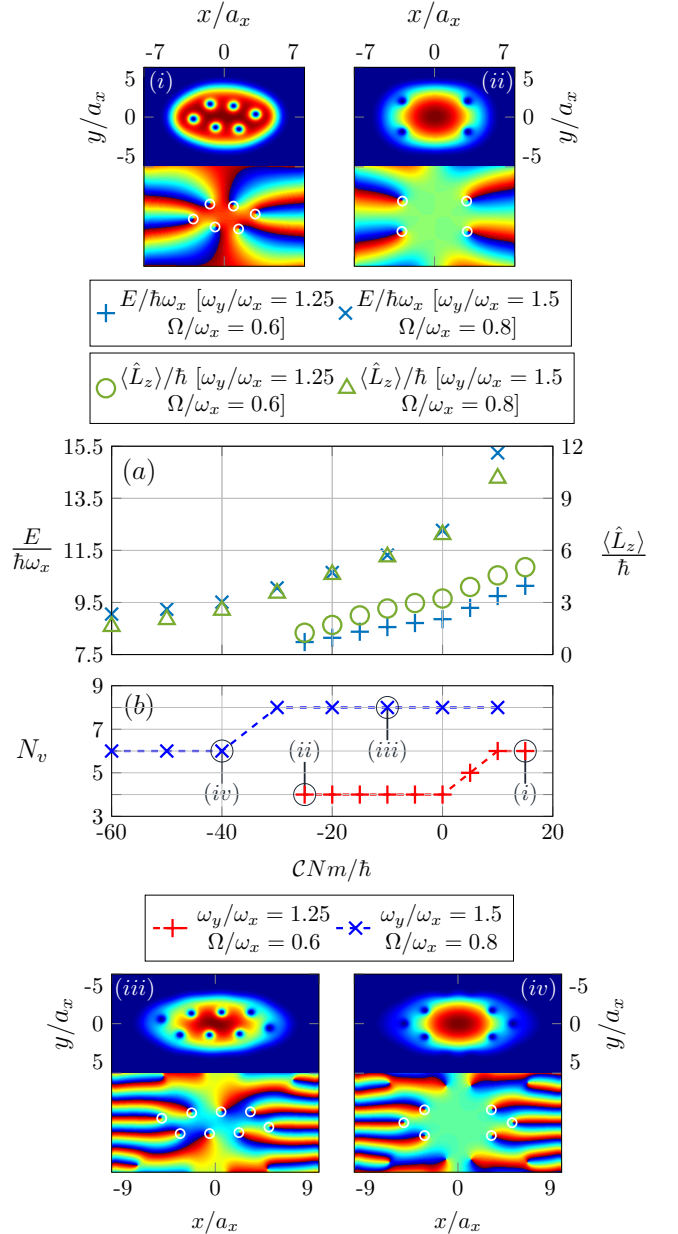 x/a_x
-7 0 7
(i) (ii)
y/a_x 5 0 -5
5 0 -5 y/a_x
E/ℏω_x [ω_y/ω_x = 1.25 Ω/ω_x = 0.6]
E/ℏω_x [ω_y/ω_x = 1.5 Ω/ω_x = 0.8]
⟨L̂_z⟩/ℏ [ω_y/ω_x = 1.25 Ω/ω_x = 0.6]
⟨L̂_z⟩/ℏ [ω_y/ω_x = 1.5 Ω/ω_x = 0.8]
(a)
E/ℏω_x
15.5
13.5
11.5
9.5
7.5
12
9
6
3
0
⟨L̂_z⟩/ℏ
(b)
N_v
9
7
5
3
(ii) (iii)
(iv) (i)
-60 -40 -20 0 20
𝒞Nm/ℏ
ω_y/ω_x = 1.25 Ω/ω_x = 0.6
ω_y/ω_x = 1.5 Ω/ω_x = 0.8
(iii) (iv)
y/a_x
-5
0
5
y/a_x
-9 0 9 -9 0 9
x/a_x x/a_x